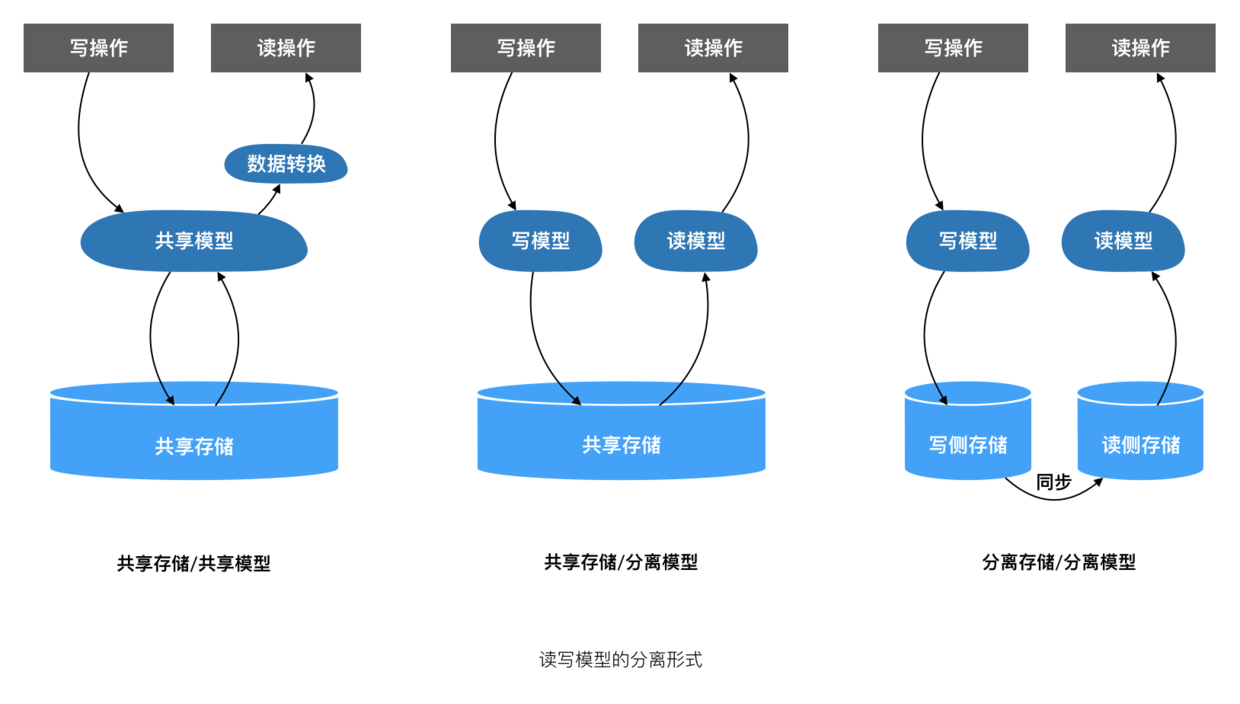 写操作
读操作
数据转换
共享模型
共享存储
共享存储/共享模型
写操作
读操作
写模型
读模型
共享存储
共享存储/分离模型
写操作
读操作
写模型
读模型
写侧存储
读侧存储
同步
分离存储/分离模型
读写模型的分离形式